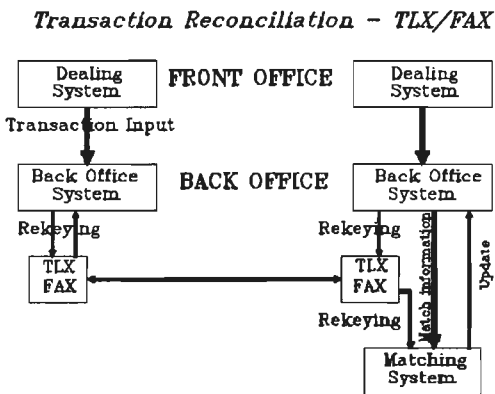 Transaction Reconciliation - TLX/FAX
Dealing
System
FRONT OFFICE
Dealing
System
Transaction Input
Back Office
System
BACK OFFICE
Back Office
System
Rekeying
Rekeying
Match information
Update
TLX
FAX
TLX
FAX
Rekeying
Matching
System